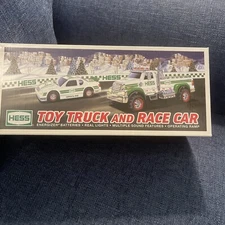 HESS
HESS
HESS
TOY TRUCK AND RACE CAR
ENERGIZER® BATTERIES • REAL LIGHTS • MULTIPLE SOUND FEATURES • OPERATING RAMP